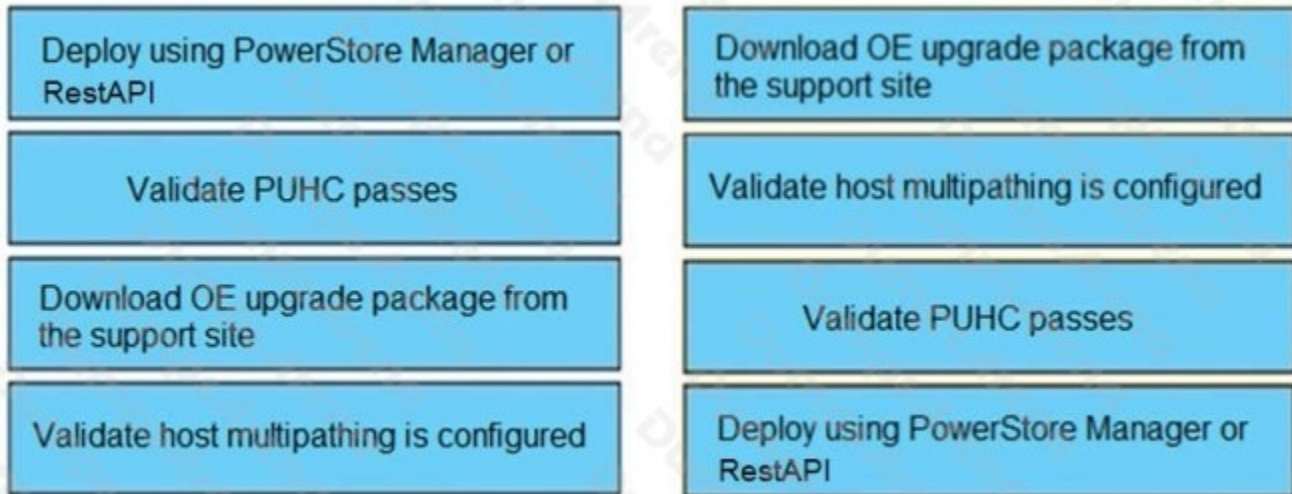 Deploy using PowerStore Manager or
RestAPI
Validate PUHC passes
Download OE upgrade package from
the support site
Validate host multipathing is configured
Download OE upgrade package from
the support site
Validate host multipathing is configured
Validate PUHC passes
Deploy using PowerStore Manager or
RestAPI